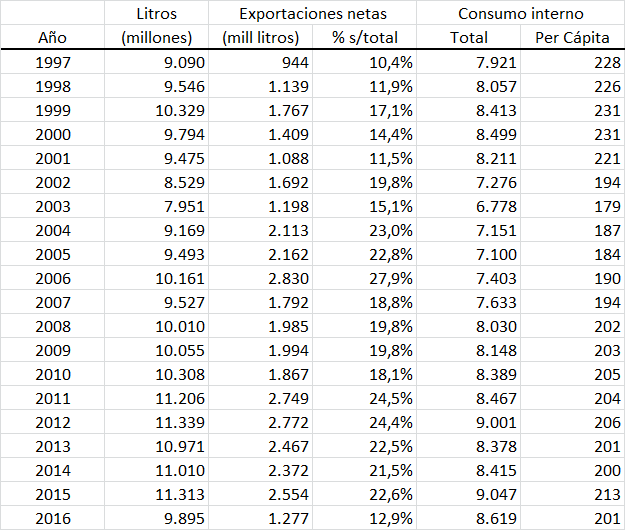 Litros Exportaciones netas Consumo interno
Año (millones) (mill litros) % s/total Total Per Cápita
1997 9.090 944 10,4% 7.921 228
1998 9.546 1.139 11,9% 8.057 226
1999 10.329 1.767 17,1% 8.413 231
2000 9.794 1.409 14,4% 8.499 231
2001 9.475 1.088 11,5% 8.211 221
2002 8.529 1.692 19,8% 7.276 194
2003 7.951 1.198 15,1% 6.778 179
2004 9.169 2.113 23,0% 7.151 187
2005 9.493 2.162 22,8% 7.100 184
2006 10.161 2.830 27,9% 7.403 190
2007 9.527 1.792 18,8% 7.633 194
2008 10.010 1.985 19,8% 8.030 202
2009 10.055 1.994 19,8% 8.148 203
2010 10.308 1.867 18,1% 8.389 205
2011 11.206 2.749 24,5% 8.467 204
2012 11.339 2.772 24,4% 9.001 206
2013 10.971 2.467 22,5% 8.378 201
2014 11.010 2.372 21,5% 8.415 200
2015 11.313 2.554 22,6% 9.047 213
2016 9.895 1.277 12,9% 8.619 201